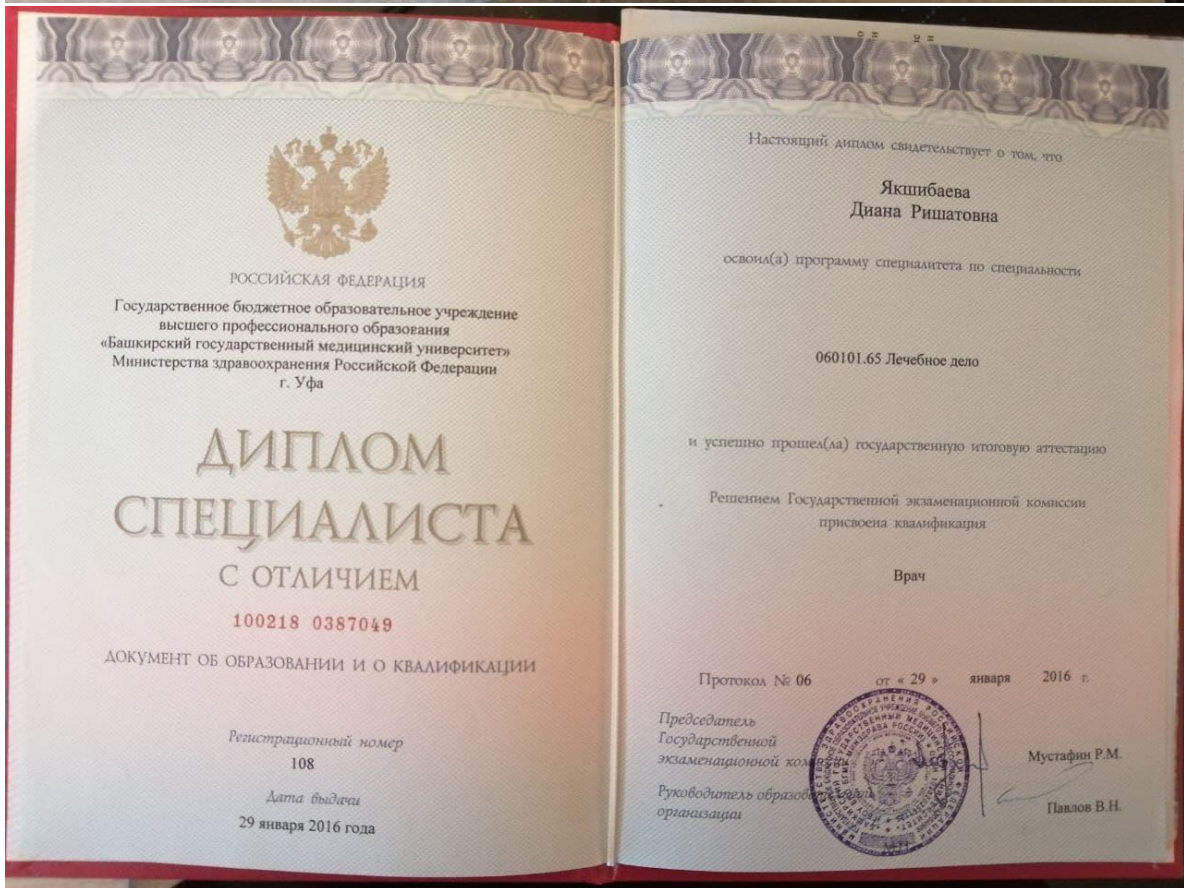 РОССИЙСКАЯ ФЕДЕРАЦИЯ
Государственное бюджетное образовательное учреждение
высшего профессионального образования
«Башкирский государственный медицинский университет»
Министерства здравоохранения Российской Федерации
г. Уфа
ДИПЛОМ
СПЕЦИАЛИСТА
С ОТЛИЧИЕМ
100218 0387049
ДОКУМЕНТ ОБ ОБРАЗОВАНИИ И О КВАЛИФИКАЦИИ
Регистрационный номер
108
Дата выдачи
29 января 2016 года
Настоящий диплом свидетельствует о том, что
Якшибаева
Диана Ришатовна
освоил(а) программу специалитета по специальности
060101.65 Лечебное дело
и успешно прошел(ла) государственную итоговую аттестацию
Решением Государственной экзаменационной комиссии
присвоена квалификация
Врач
Протокол № 06 от « 29 » января 2016 г.
Председатель
Государственной
экзаменационной
Мустафин Р.М.
Руководитель
организации
Павлов В.Н.